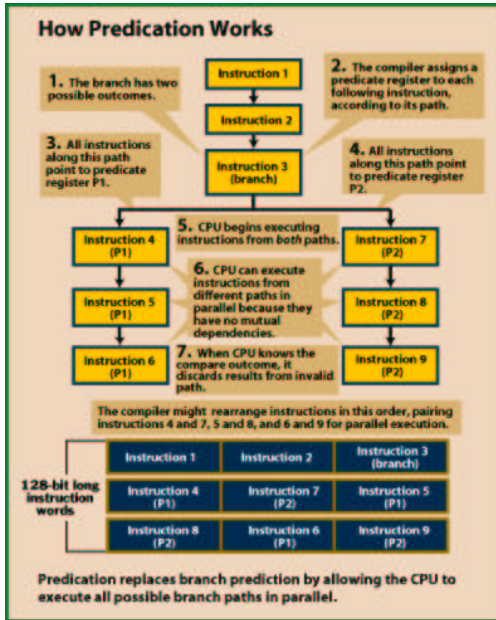 How Predication Works
1. The branch has two
possible outcomes.
Instruction 1
Instruction 2
Instruction 3
(branch)
2. The compiler assigns a
predicate register to each
following instruction,
according to its path.
3. All instructions
along this path
point to predicate
register P1.
4. All instructions
along this path
point to predicate
register P2.
5. CPU begins executing
instructions from both paths.
Instruction 4
(P1)
Instruction 7
(P2)
6. CPU can execute
instructions from
different paths in
parallel because they
have no mutual
dependencies.
Instruction 5
(P1)
Instruction 8
(P2)
Instruction 6
(P1)
Instruction 9
(P2)
7. When CPU knows the
compare outcome, it
discards results from invalid
path.
The compiler might rearrange instructions in this order, pairing
instructions 4 and 7, 5 and 8, and 6 and 9 for parallel execution.
128-bit long
instruction
words
Instruction 1
Instruction 2
Instruction 3
(branch)
Instruction 4
(P1)
Instruction 7
(P2)
Instruction 5
(P1)
Instruction 8
(P2)
Instruction 6
(P1)
Instruction 9
(P2)
Predication replaces branch prediction by allowing the CPU to
execute all possible branch paths in parallel.